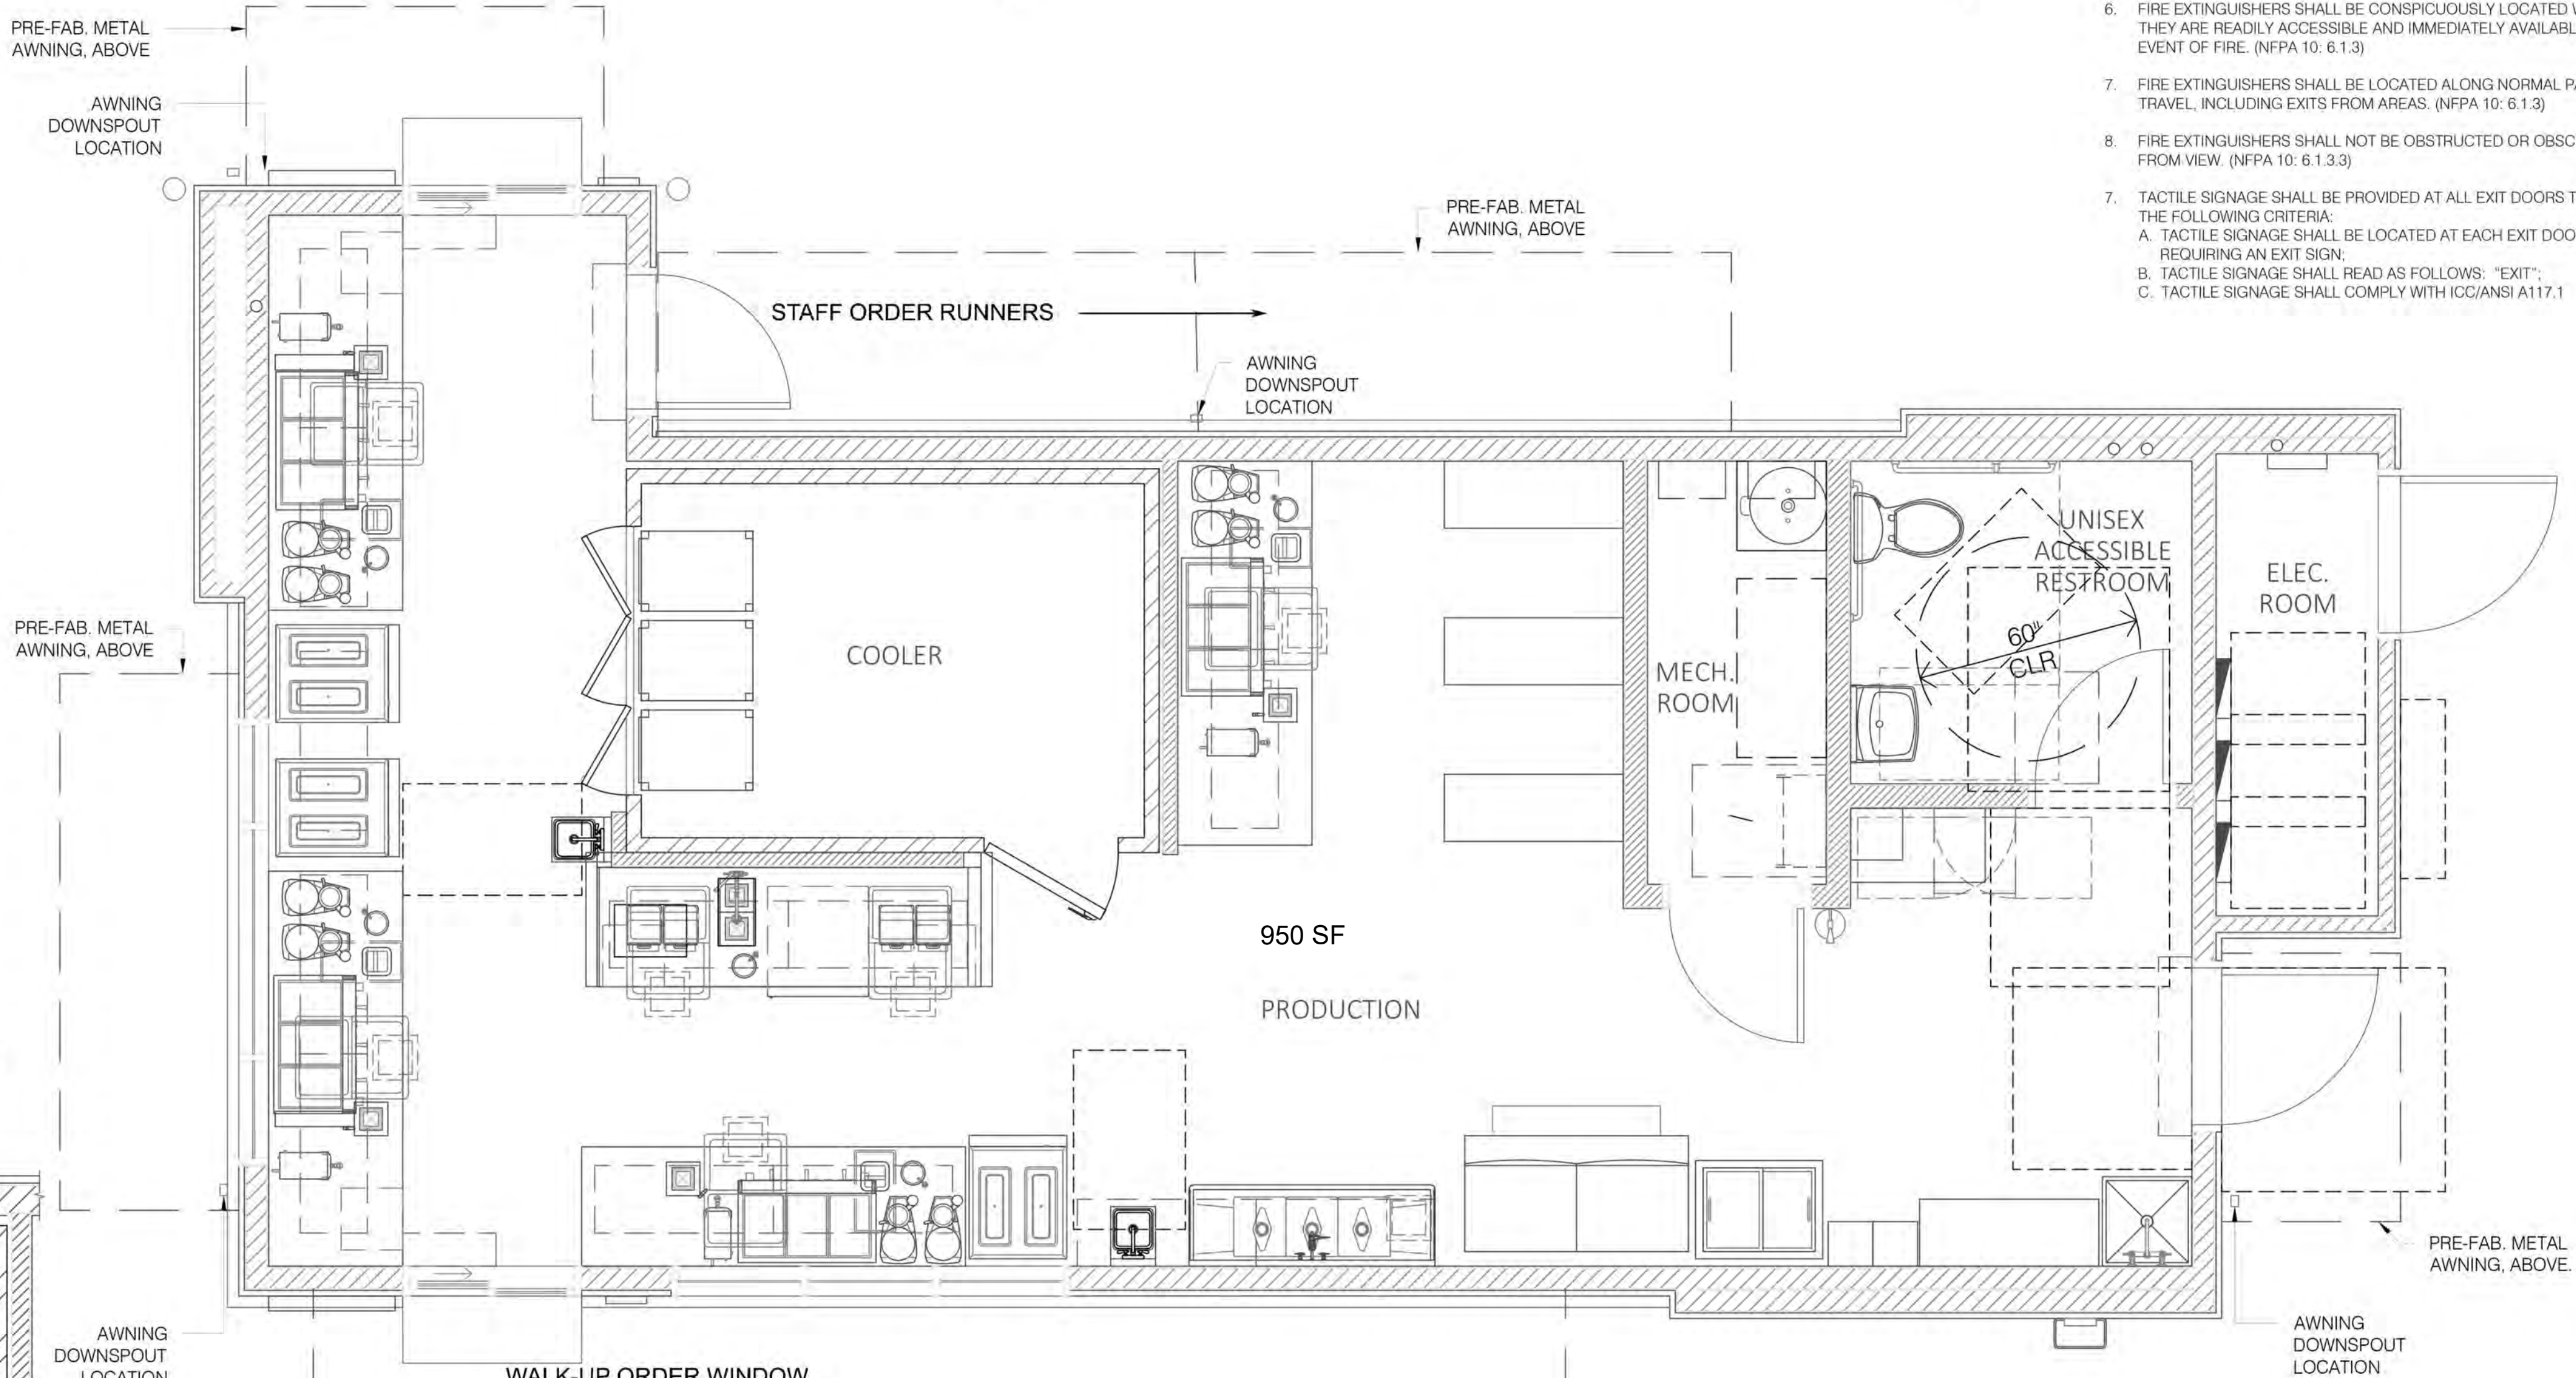 PRE-FAB. METAL
AWNING, ABOVE
AWNING
DOWNSPOUT
LOCATION
6. FIRE EXTINGUISHERS SHALL BE CONSPICUOUSLY LOCATED
THEY ARE READILY ACCESSIBLE AND IMMEDIATELY
EVENT OF FIRE. (NFPA 10: 6.1.3)
7. FIRE EXTINGUISHERS SHALL BE LOCATED ALONG NORMAL
TRAVEL, INCLUDING EXITS FROM AREAS. (NFPA 10: 6.1.3)
8. FIRE EXTINGUISHERS SHALL NOT BE OBSTRUCTED OR
FROM VIEW. (NFPA 10: 6.1.3.3)
7. TACTILE SIGNAGE SHALL BE PROVIDED AT ALL EXIT DOORS
THE FOLLOWING CRITERIA:
A. TACTILE SIGNAGE SHALL BE LOCATED AT EACH EXIT
REQUIRING AN EXIT SIGN;
B. TACTILE SIGNAGE SHALL READ AS FOLLOWS: "EXIT";
C. TACTILE SIGNAGE SHALL COMPLY WITH ICC/ANSI A117.1
PRE-FAB. METAL
AWNING, ABOVE
STAFF ORDER RUNNERS
AWNING
DOWNSPOUT
LOCATION
PRE-FAB. METAL
AWNING, ABOVE
COOLER
MECH.
ROOM
UNISEX
ACCESSIBLE
RESTROOM
60"
CLR
ELEC.
ROOM
950 SF
PRODUCTION
PRE-FAB. METAL
AWNING, ABOVE.
AWNING
DOWNSPOUT
LOCATION
AWNING
DOWNSPOUT
LOCATION
WALK-UP ORDER WINDOW